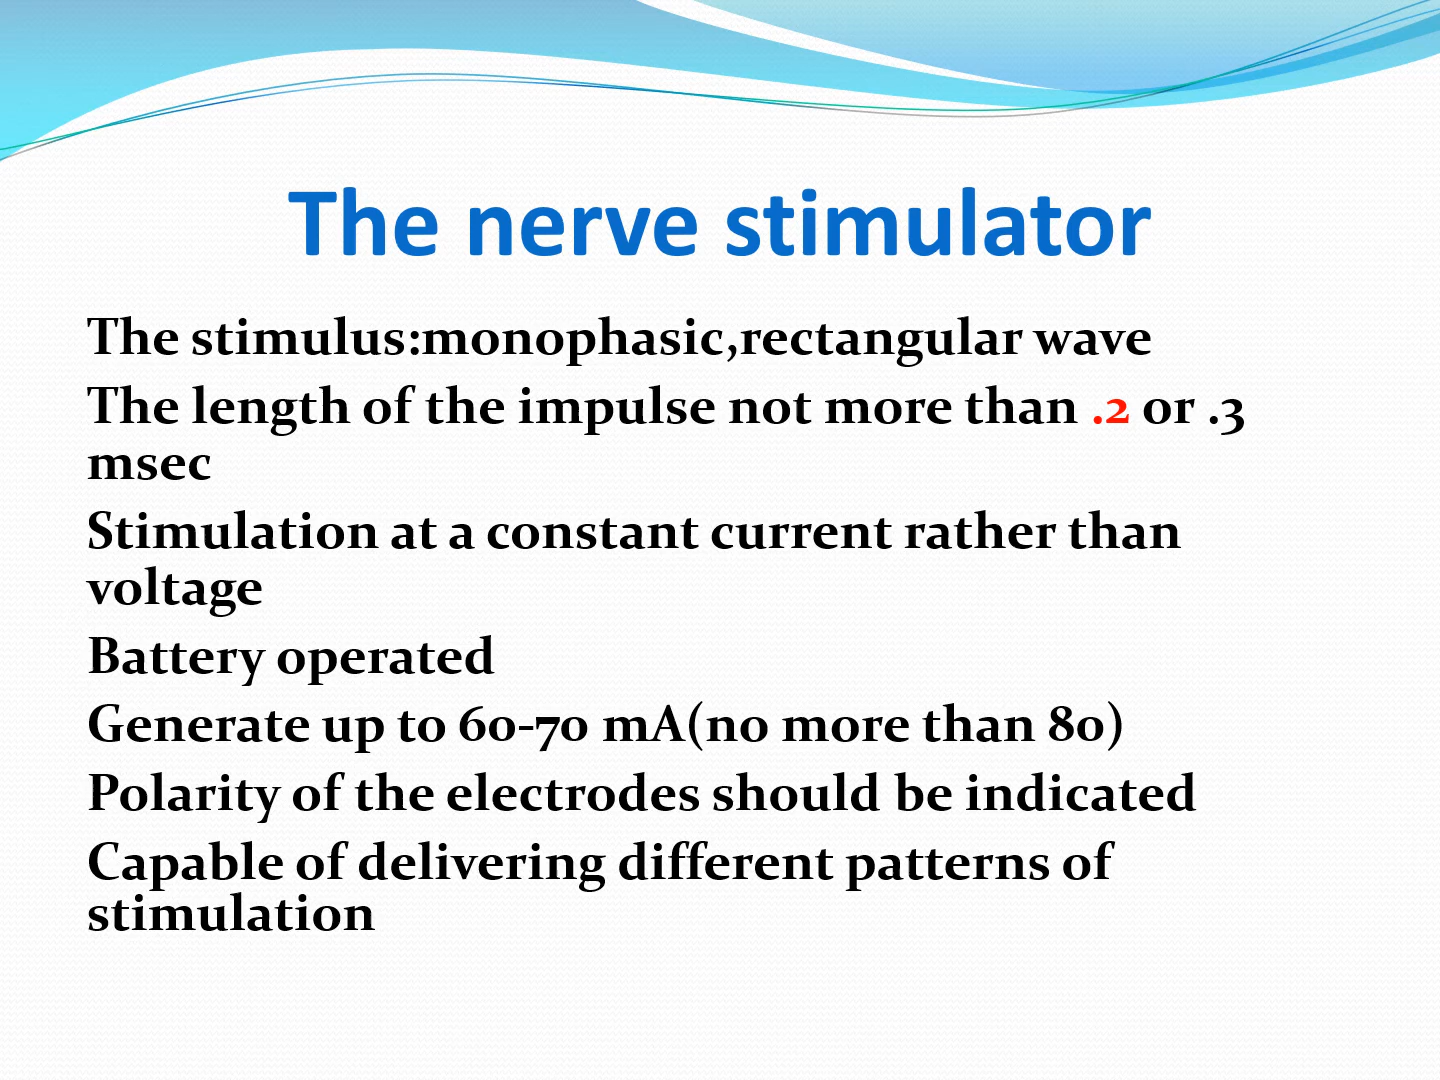 The nerve stimulator
The stimulus:monophasic,rectangular wave
The length of the impulse not more than .2 or .3
msec
Stimulation at a constant current rather than
voltage
Battery operated
Generate up to 60-70 mA(no more than 80)
Polarity of the electrodes should be indicated
Capable of delivering different patterns of
stimulation